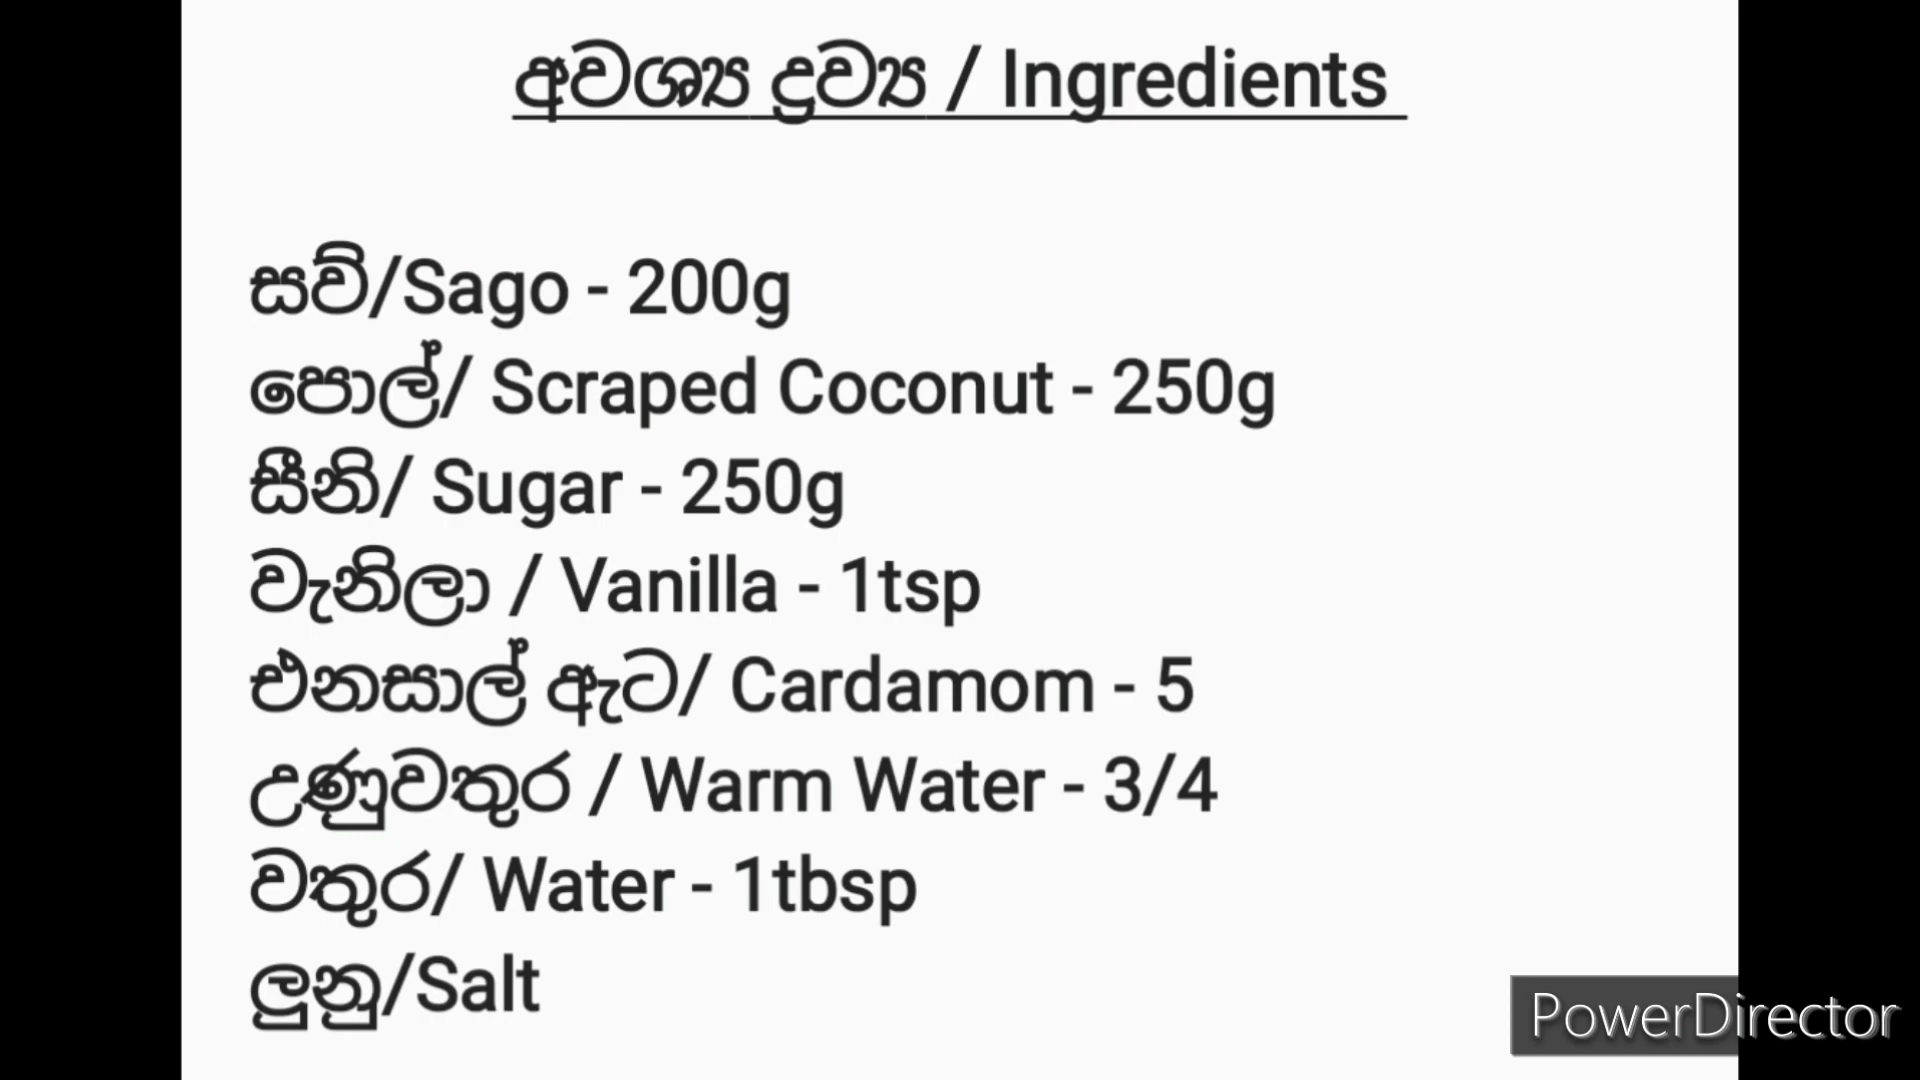 අවශ්‍ය ද්‍රව්‍ය / Ingredients
සව්/Sago - 200g
පොල්/ Scraped Coconut - 250g
සීනි/ Sugar - 250g
වැනිලා / Vanilla - 1tsp
එනසාල් ඇට/ Cardamom - 5
උණුවතුර / Warm Water - 3/4
වතුර/ Water - 1tbsp
ලුනු/Salt
PowerDirector